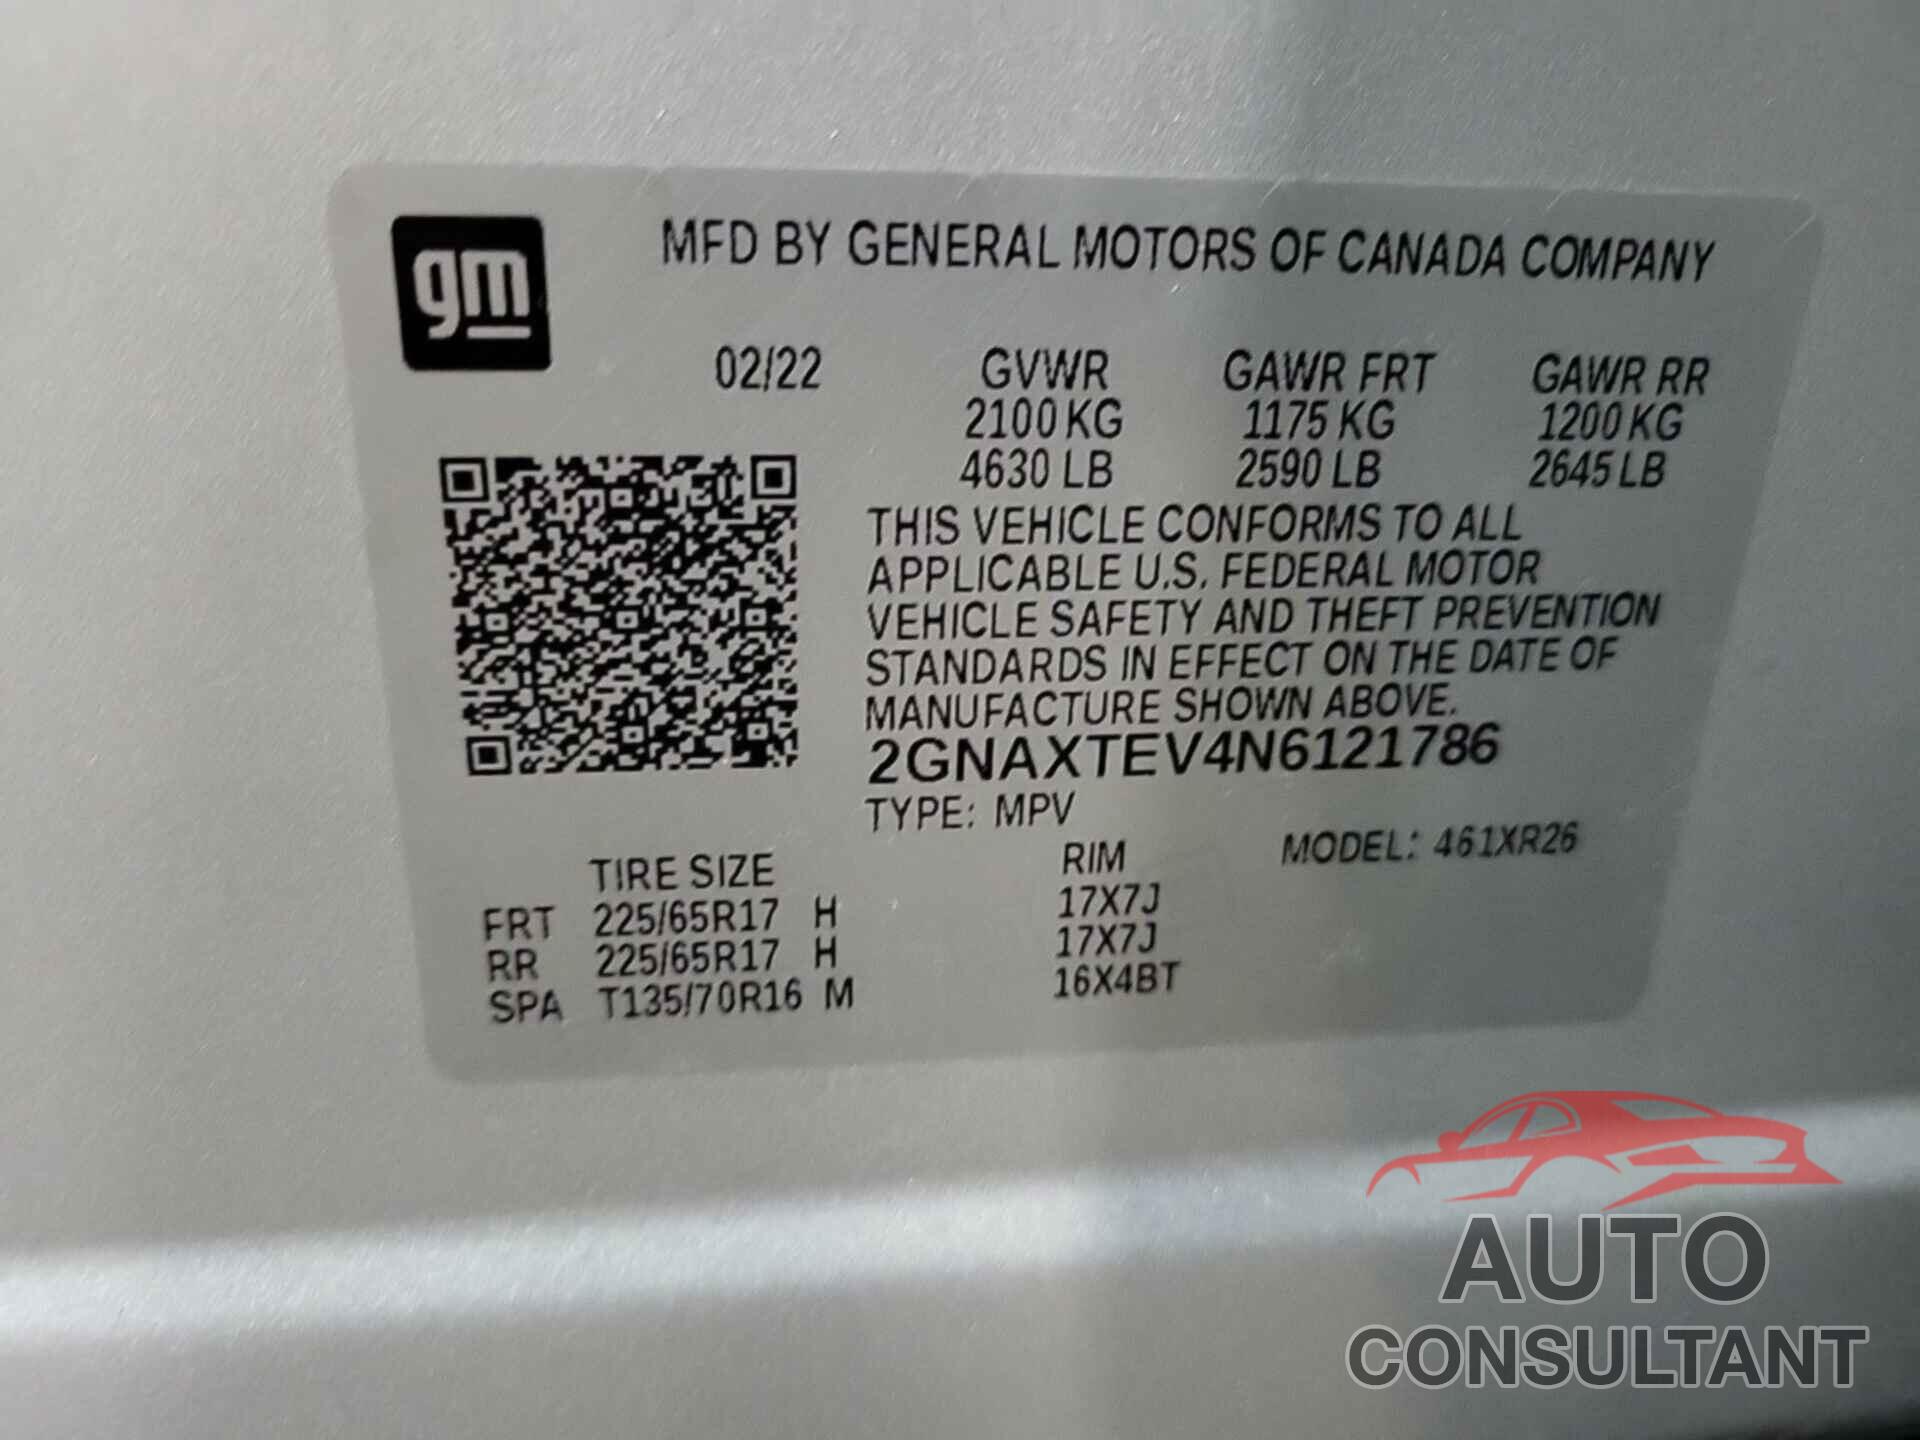 gm
MFD BY GENERAL MOTORS OF CANADA COMPANY
02/22 GVWR GAWR FRT GAWR RR
2100 KG 1175 KG 1200 KG
4630 LB 2590 LB 2645 LB
THIS VEHICLE CONFORMS TO ALL
APPLICABLE U.S. FEDERAL MOTOR
VEHICLE SAFETY AND THEFT PREVENTION
STANDARDS IN EFFECT ON THE DATE OF
MANUFACTURE SHOWN ABOVE.
2GNAXTEV4N6121786
TYPE: MPV
TIRE SIZE RIM MODEL: 461XR26
FRT 225/65R17 H 17X7J
RR 225/65R17 H 17X7J
SPA T135/70R16 M 16X4BT
AUTO
CONSULTANT